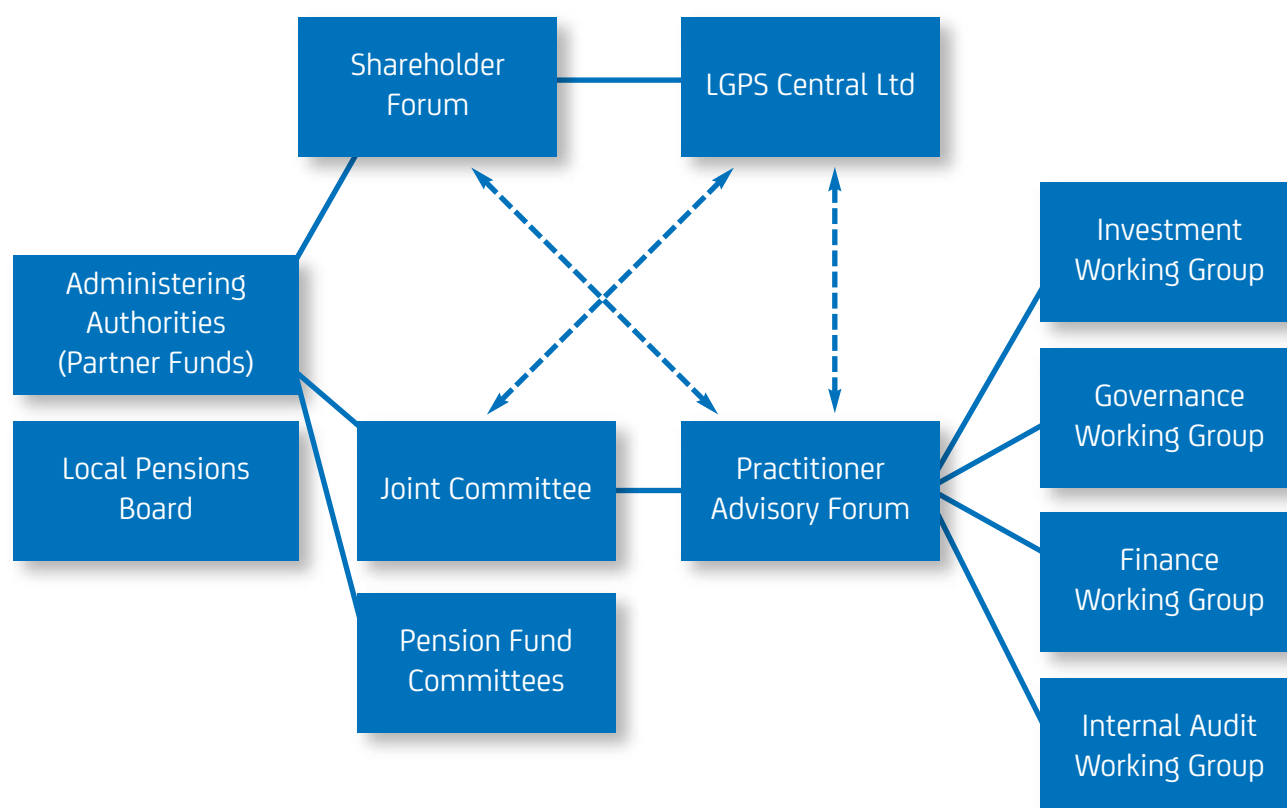 Shareholder
Forum
LGPS Central Ltd
Administering
Authorities
(Partner Funds)
Local Pensions
Board
Joint Committee
Practitioner
Advisory Forum
Pension Fund
Committees
Investment
Working Group
Governance
Working Group
Finance
Working Group
Internal Audit
Working Group